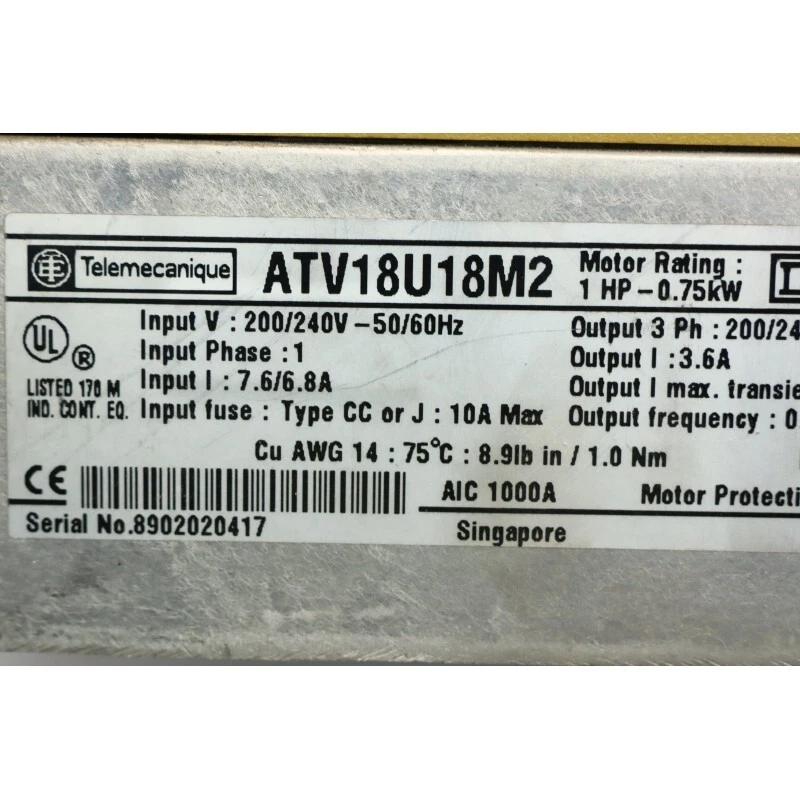 Telemecanique ATV18U18M2 Motor Rating :
1 HP - 0.75kW
Input V : 200/240V - 50/60Hz
Output 3 Ph : 200/24
UL ®
Input Phase : 1
Output I : 3.6A
LISTED 170 M
IND. CONT. EQ.
Input I : 7.6/6.8A
Output I max. transie
Input fuse : Type CC or J : 10A Max
Output frequency : 0
Cu AWG 14 : 75°C : 8.9lb in / 1.0 Nm
CE
AIC 1000A
Motor Protecti
Serial No.8902020417
Singapore